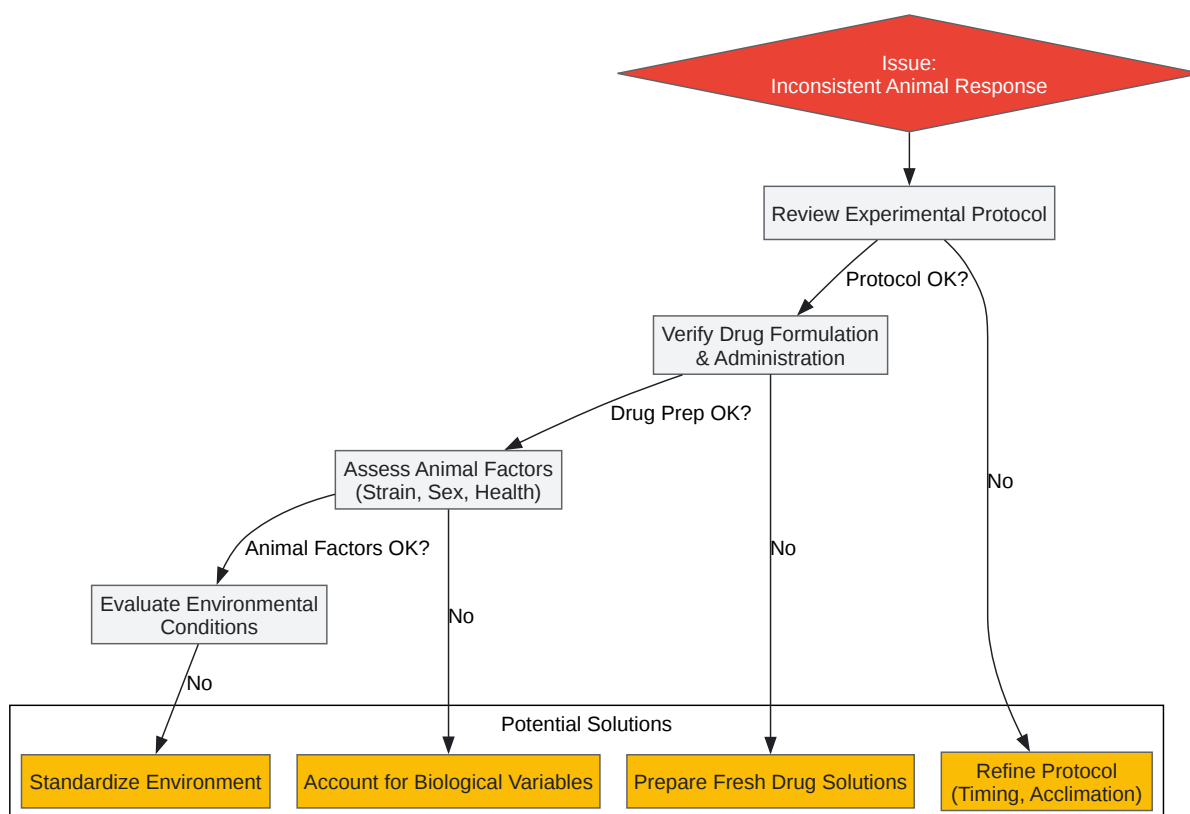 Issue:
Inconsistent Animal Response
Review Experimental Protocol
Protocol OK?
Verify Drug Formulation
& Administration
Drug Prep OK?
No
Assess Animal Factors
(Strain, Sex, Health)
Animal Factors OK?
No
Evaluate Environmental
Conditions
No
No
Potential Solutions
Standardize Environment
Account for Biological Variables
Prepare Fresh Drug Solutions
Refine Protocol
(Timing, Acclimation)